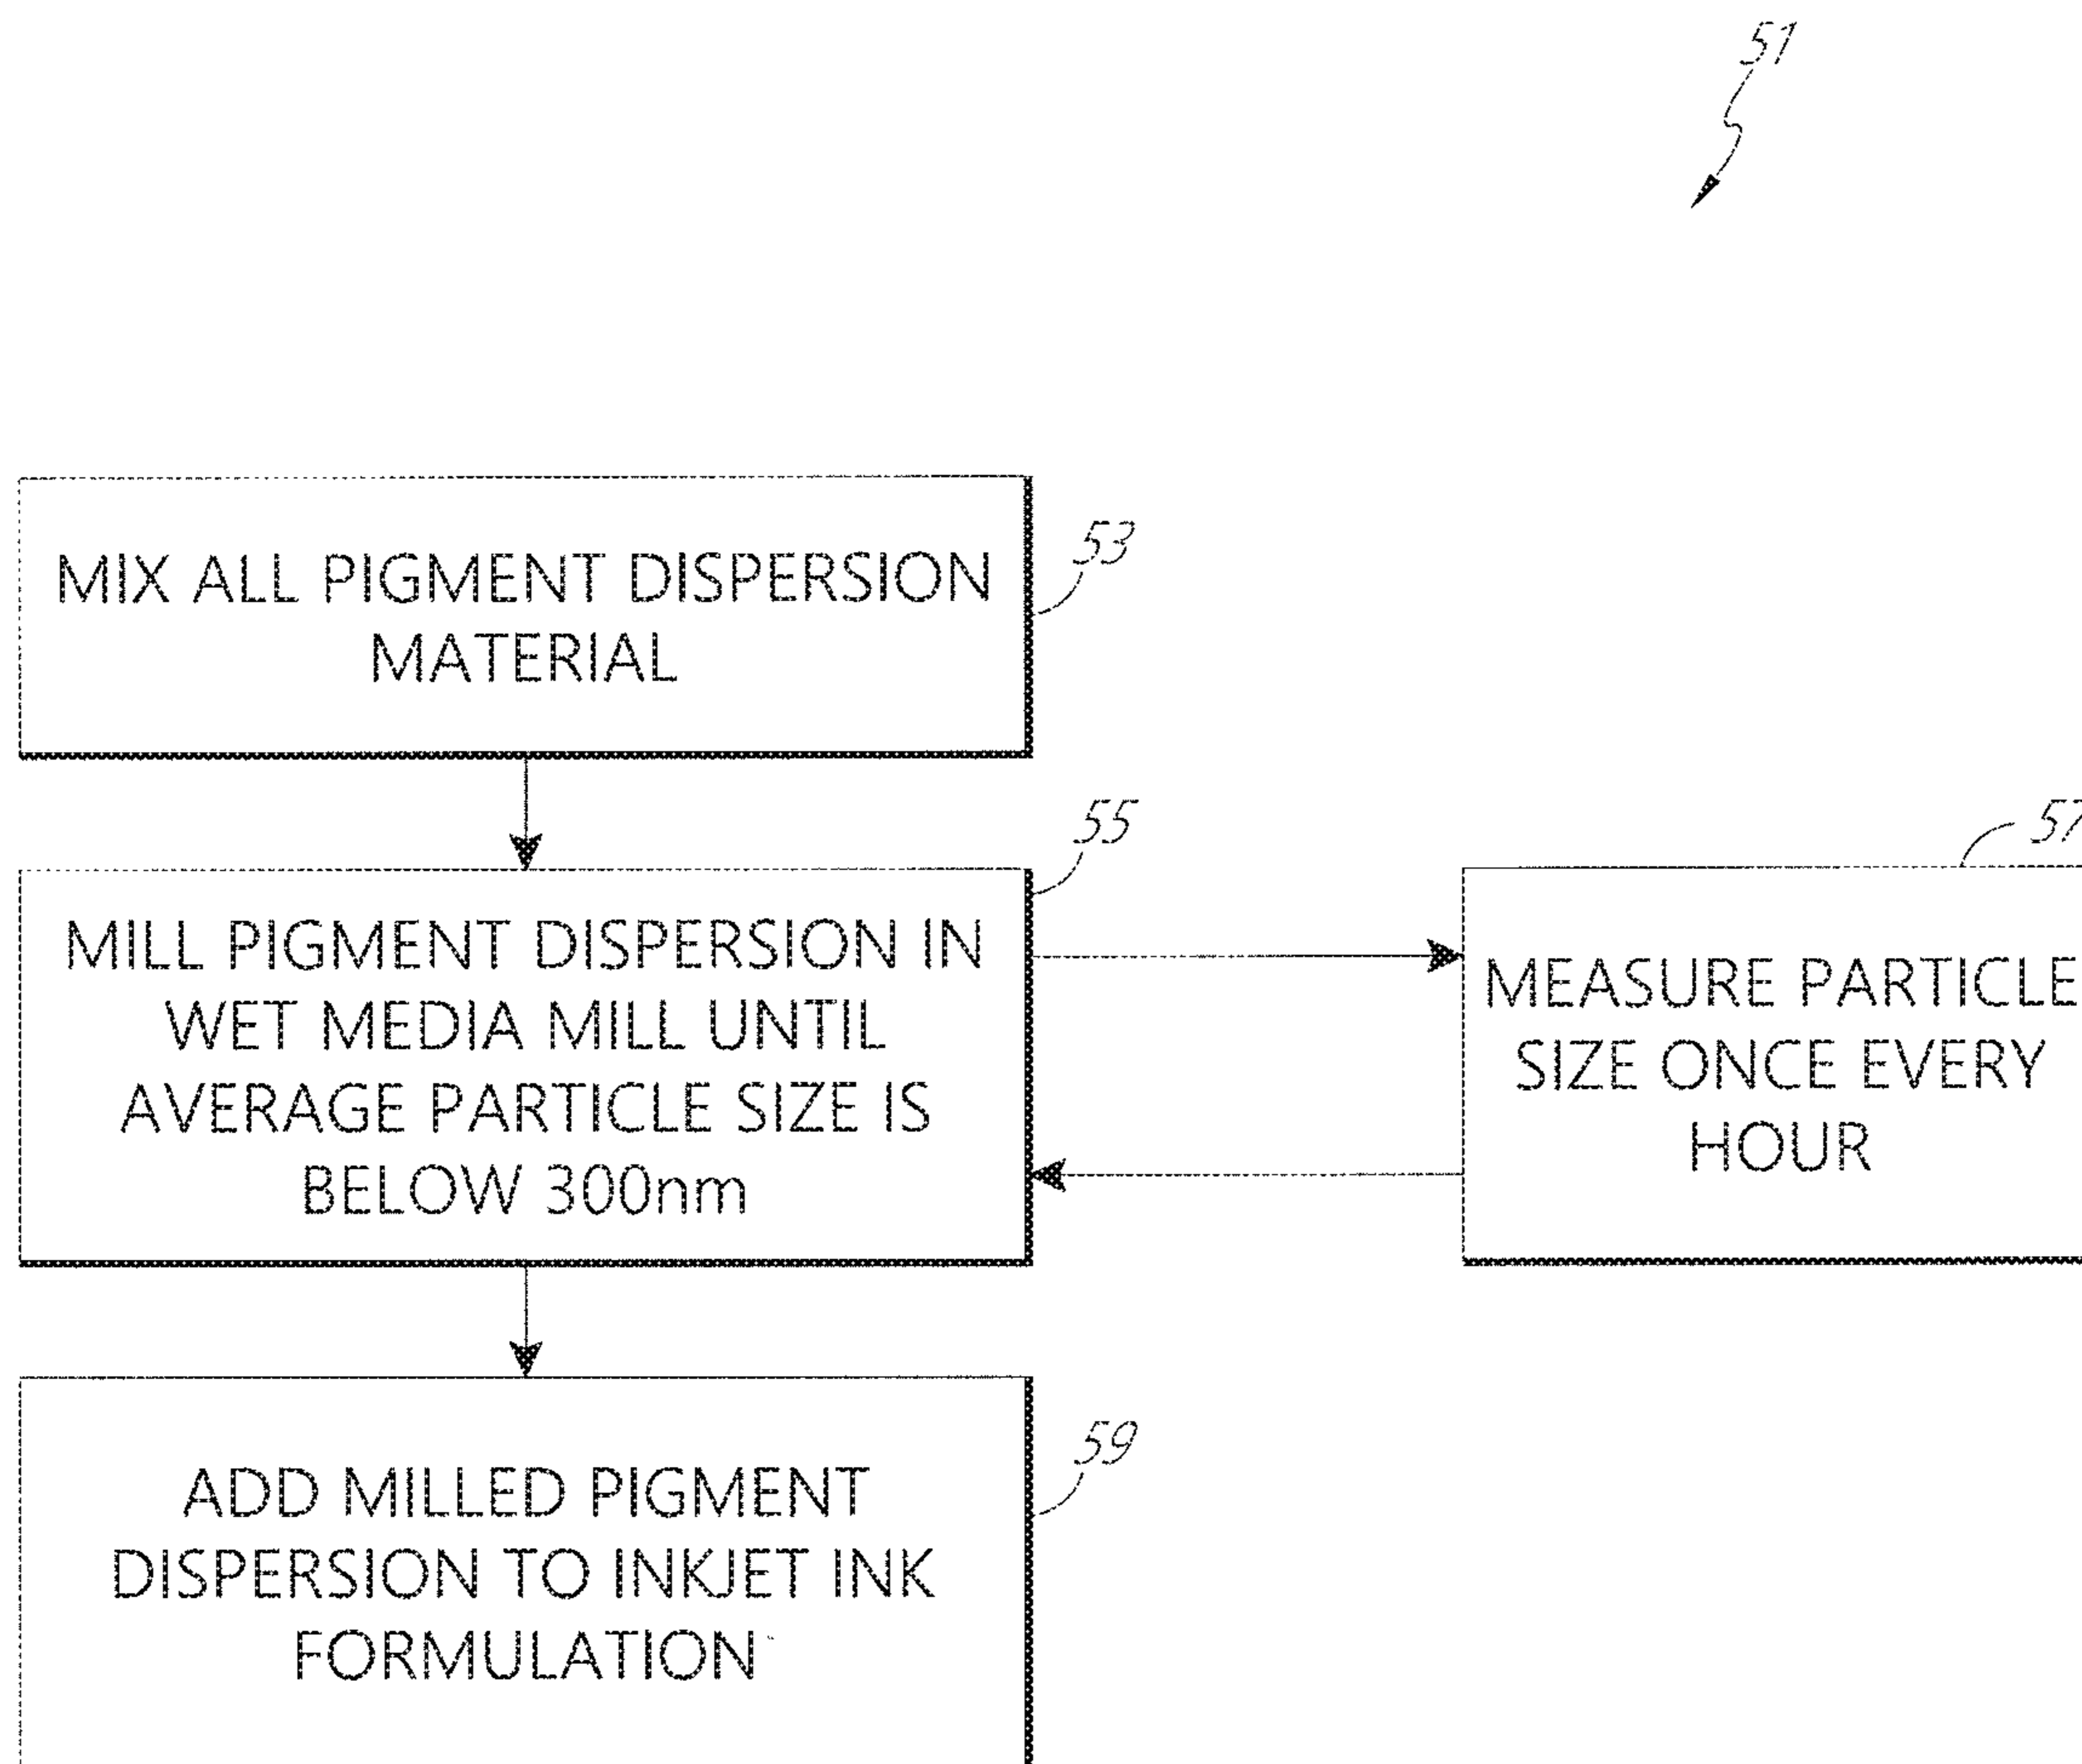 51
MIX ALL PIGMENT DISPERSION
MATERIAL
53
MILL PIGMENT DISPERSION IN
WET MEDIA MILL UNTIL
AVERAGE PARTICLE SIZE IS
BELOW 300nm
55
MEASURE PARTICLE
SIZE ONCE EVERY
HOUR
57
ADD MILLED PIGMENT
DISPERSION TO INKJET INK
FORMULATION
59